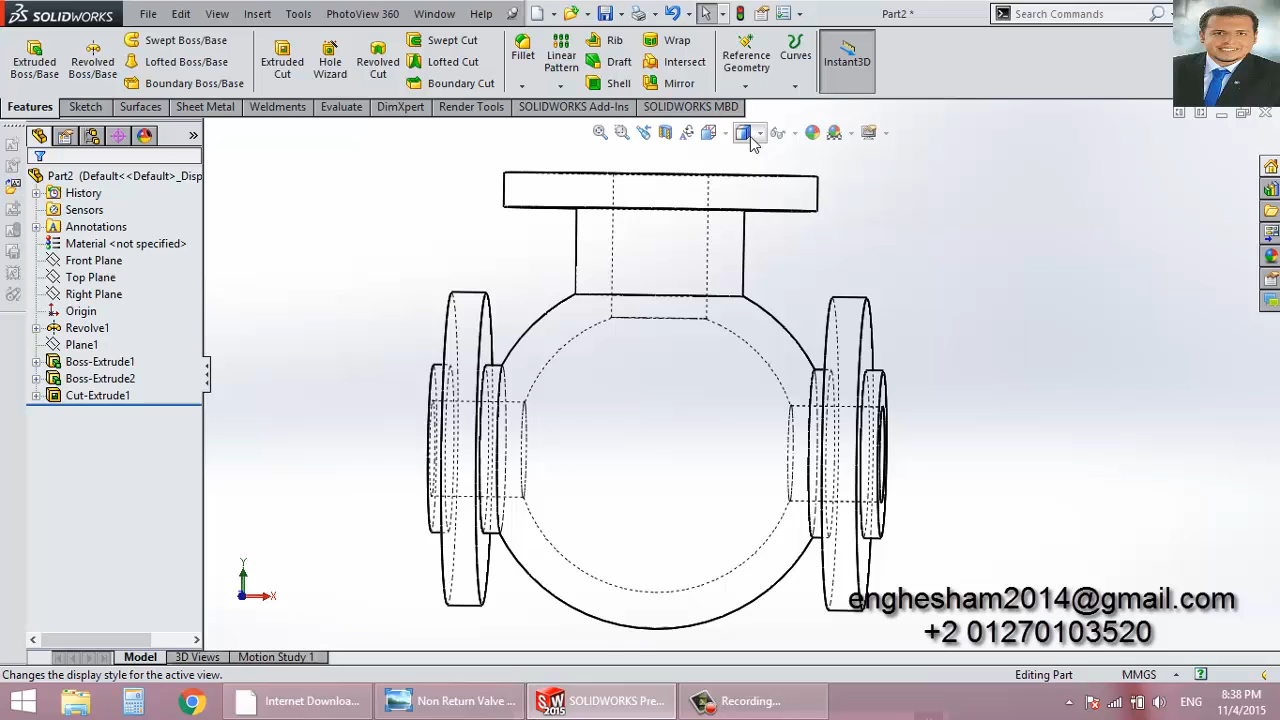 SOLIDWORKS File Edit View Insert Tools PhotoView 360 Window Help Part2 * Search Commands
Extruded Boss/Base
Revolved Boss/Base
Swept Boss/Base
Lofted Boss/Base
Boundary Boss/Base
Extruded Cut
Hole Wizard
Revolved Cut
Swept Cut
Lofted Cut
Boundary Cut
Fillet
Linear Pattern
Rib
Draft
Shell
Wrap
Intersect
Mirror
Reference Geometry
Curves
Instant3D
Features Sketch Surfaces Sheet Metal Weldments Evaluate DimXpert Render Tools SOLIDWORKS Add-Ins SOLIDWORKS MBD
Part2 (Default<<Default>_Disp
History
Sensors
Annotations
Material <not specified>
Front Plane
Top Plane
Right Plane
Origin
Revolve1
Plane1
Boss-Extrude1
Boss-Extrude2
Cut-Extrude1
Y
X
enghesham2014@gmail.com
+2 01270103520
Model 3D Views Motion Study 1
Changes the display style for the active view. Editing Part MMGS
Internet Downloa... Non Return Valve ... SOLIDWORKS Pre... Recording... ENG 8:38 PM
11/4/2015